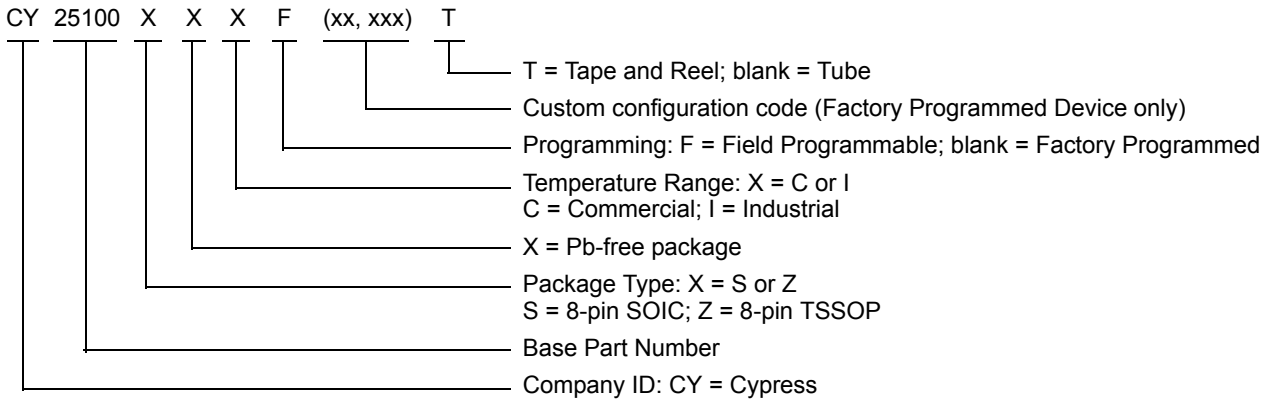 CY 25100 X X X F (xx, xxx) T
T = Tape and Reel; blank = Tube
Custom configuration code (Factory Programmed Device only)
Programming: F = Field Programmable; blank = Factory Programmed
Temperature Range: X = C or I
C = Commercial; I = Industrial
X = Pb-free package
Package Type: X = S or Z
S = 8-pin SOIC; Z = 8-pin TSSOP
Base Part Number
Company ID: CY = Cypress